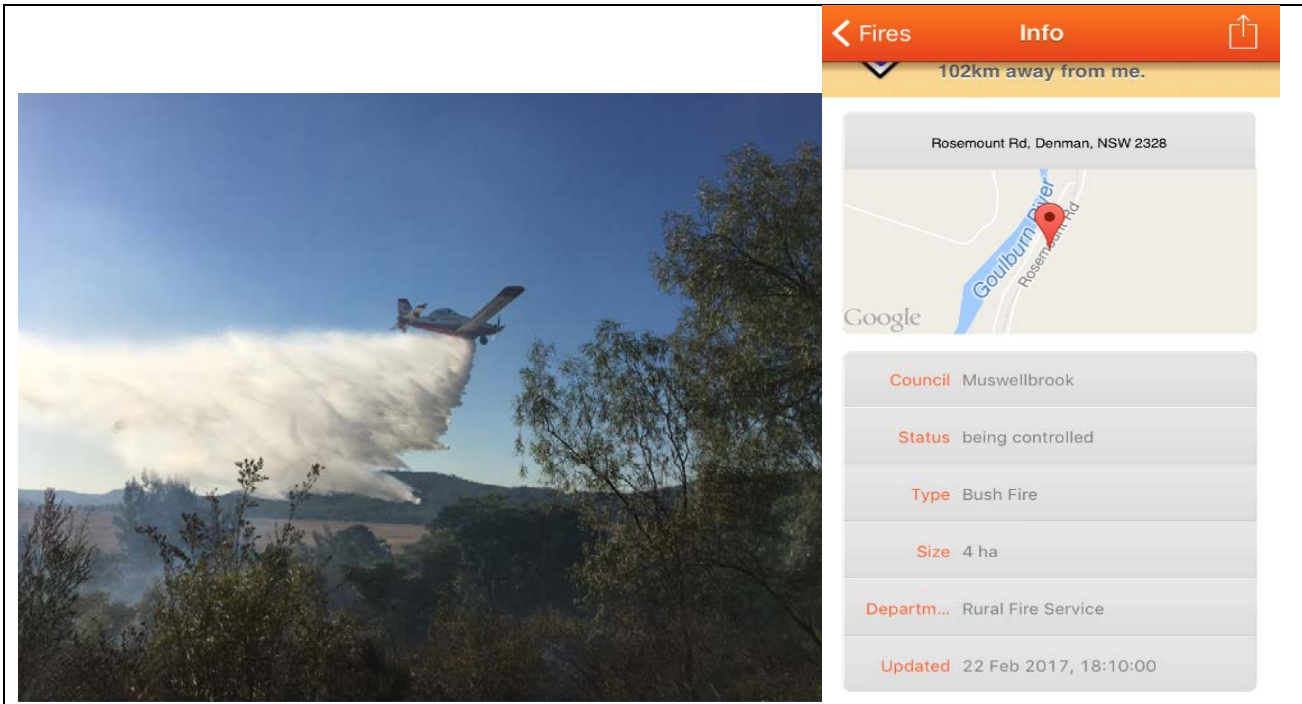 Fires Info
102km away from me.
Rosemount Rd, Denman, NSW 2328
Goulburn River
Rosemount Rd
Google
Council Muswellbrook
Status being controlled
Type Bush Fire
Size 4 ha
Departm... Rural Fire Service
Updated 22 Feb 2017, 18:10:00